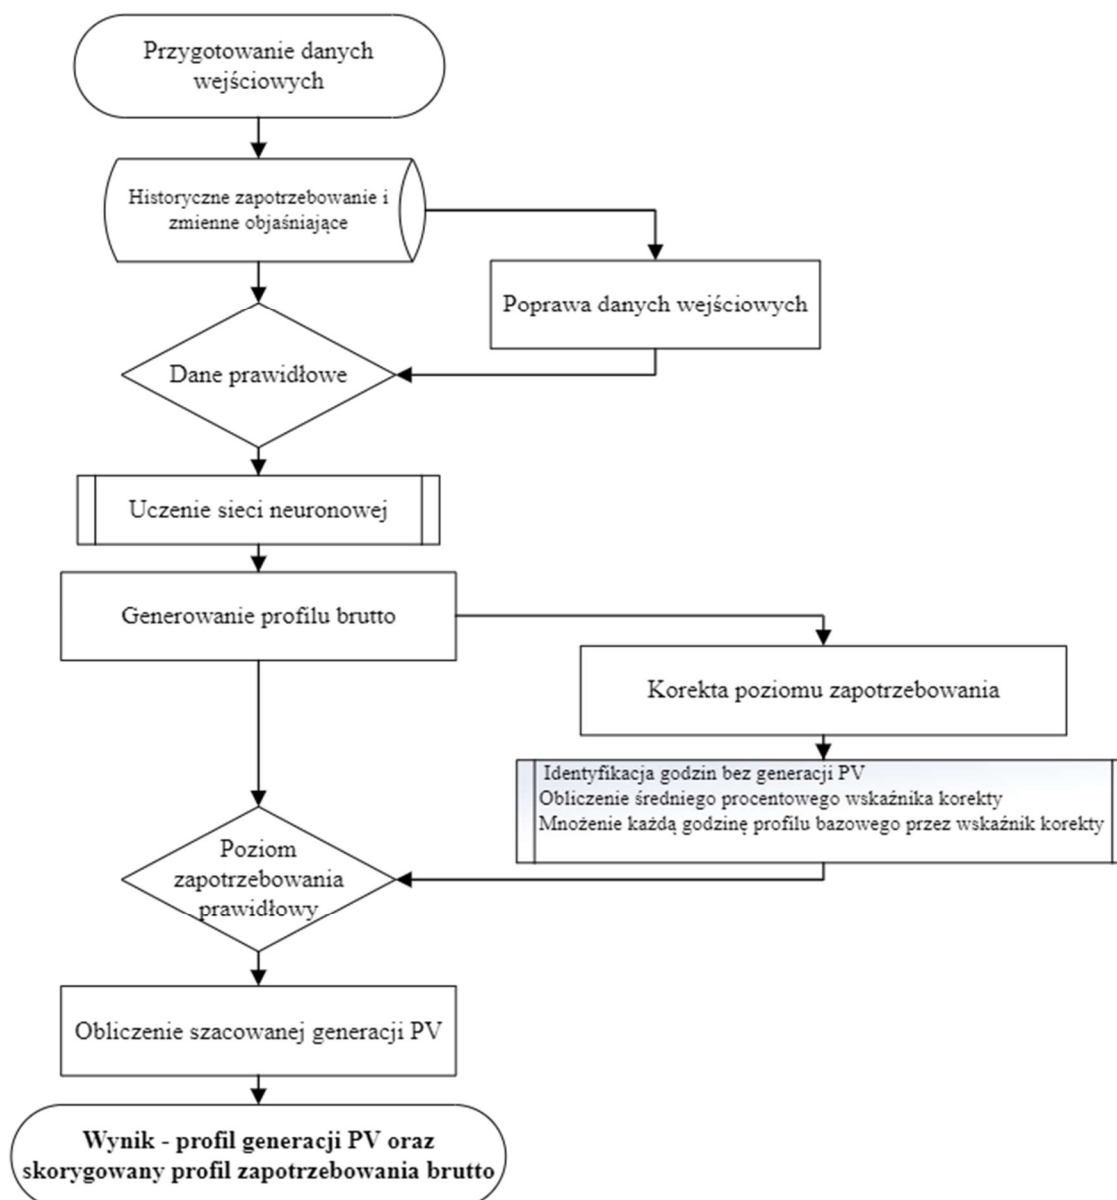 Przygotowanie danych
wejściowych
Historyczne zapotrzebowanie i
zmienne objaśniające
Poprawa danych wejściowych
Dane prawidłowe
Uczenie sieci neuronowej
Generowanie profilu brutto
Korekta poziomu zapotrzebowania
Identyfikacja godzin bez generacji PV
Obliczenie średniego procentowego wskaźnika korekty
Mnożenie każdą godzinę profilu bazowego przez wskaźnik korekty
Poziom
zapotrzebowania
prawidłowy
Obliczenie szacowanej generacji PV
Wynik - profil generacji PV oraz
skorygowany profil zapotrzebowania brutto